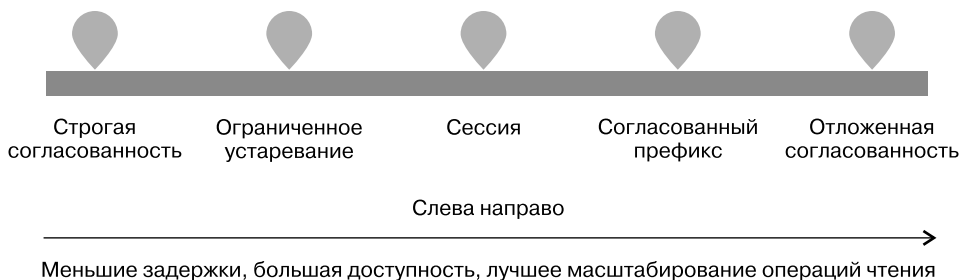 Строгая
согласованность
Ограниченное
устаревание
Сессия
Согласованный
префикс
Отложенная
согласованность
Слева направо
Меньшие задержки, большая доступность, лучшее масштабирование операций чтения